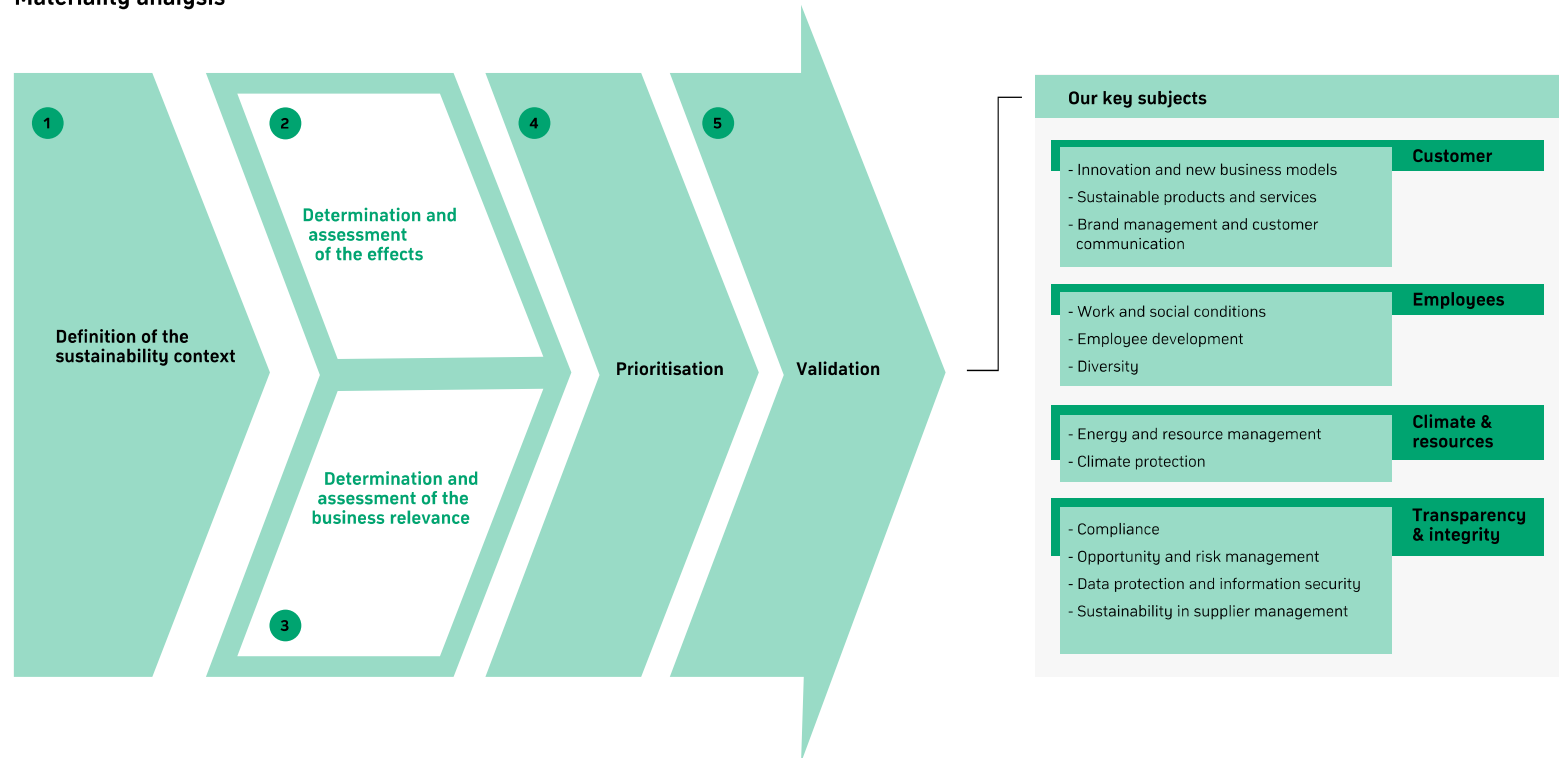 Materiality analysis
1
Definition of the
sustainability context
2
Determination and
assessment
of the effects
Determination and
assessment of the
business relevance
3
4
Prioritisation
5
Validation
Our key subjects
Customer
- Innovation and new business models
- Sustainable products and services
- Brand management and customer
communication
Employees
- Work and social conditions
- Employee development
- Diversity
Climate &
resources
- Energy and resource management
- Climate protection
Transparency
& integrity
- Compliance
- Opportunity and risk management
- Data protection and information security
- Sustainability in supplier management